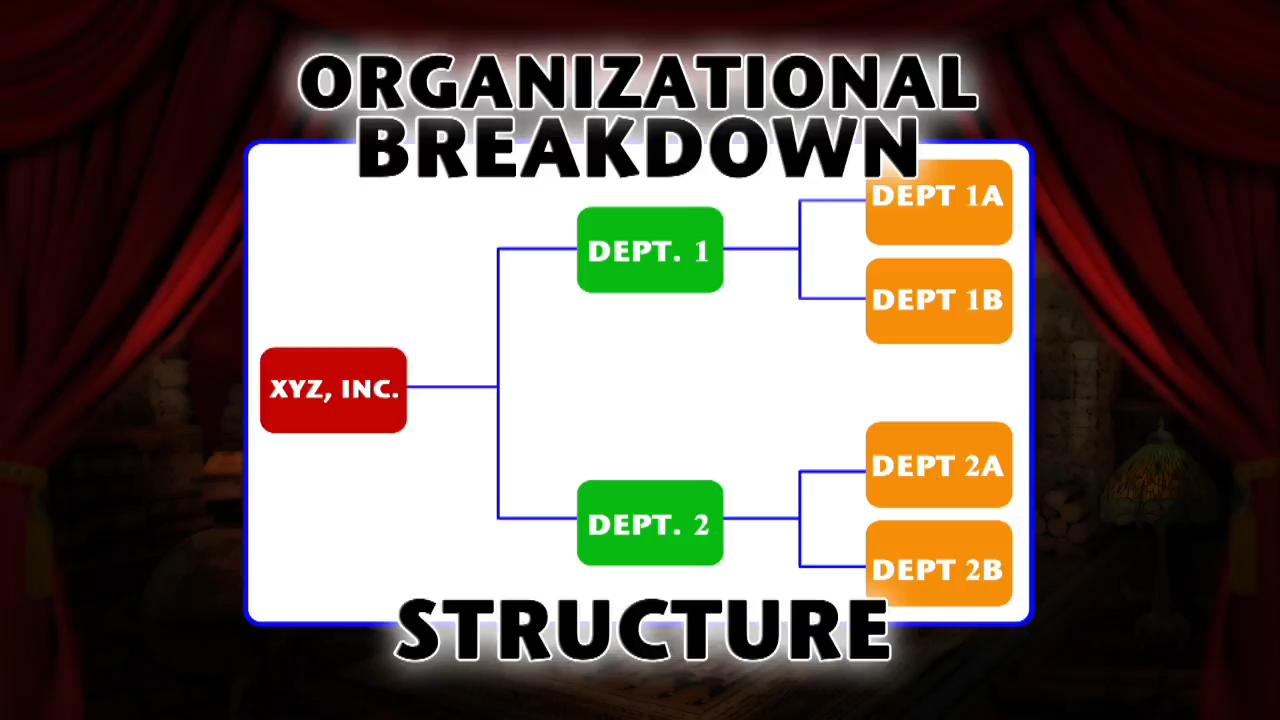 ORGANIZATIONAL
BREAKDOWN
DEPT 1A
DEPT. 1
DEPT 1B
XYZ, INC.
DEPT 2A
DEPT. 2
DEPT 2B
STRUCTURE